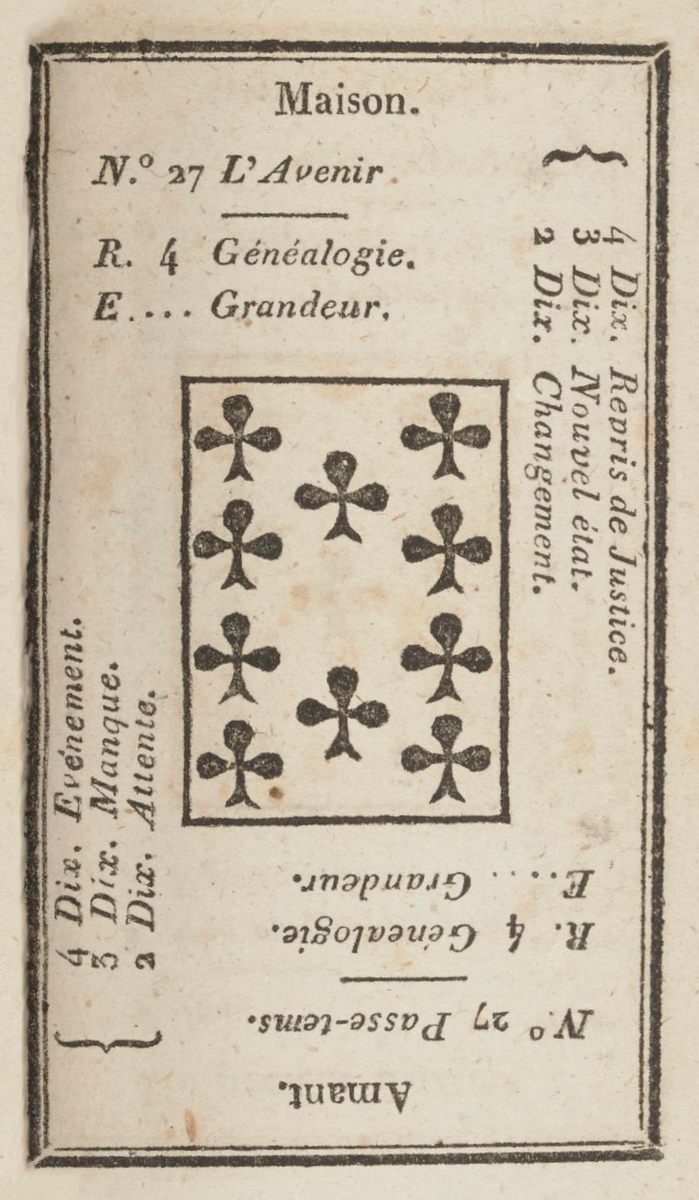 Maison.
N.º 27 L'Avenir.
R. 4 Généalogie.
E.... Grandeur.
4 Dix. Repris de Justice.
3 Dix. Nouvel état.
2 Dix. Changement.
4 Dix. Evénement.
3 Dix. Manque.
2 Dix. Attente.
Amant.
Nº 27 Passe-tems.
R. 4 Généalogie.
E.... Grandeur.